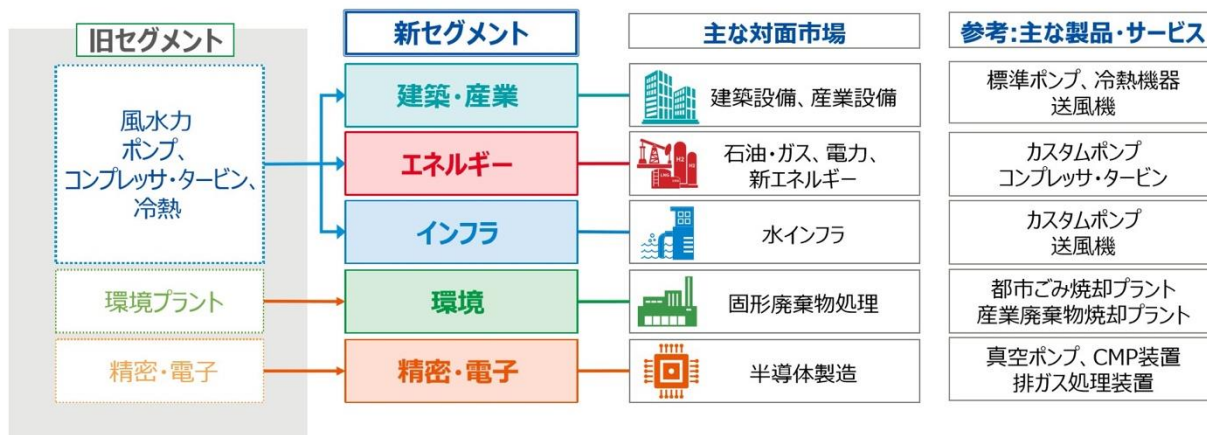 旧セグメント
新セグメント
主な対面市場
参考:主な製品・サービス
風水力
ポンプ、
コンプレッサ・タービン、
冷熱
建築・産業
建築設備、産業設備
標準ポンプ、冷熱機器
送風機
エネルギー
石油・ガス、電力、
新エネルギー
カスタムポンプ
コンプレッサ・タービン
インフラ
水インフラ
カスタムポンプ
送風機
環境プラント
環境
固形廃棄物処理
都市ごみ焼却プラント
産業廃棄物焼却プラント
精密・電子
精密・電子
半導体製造
真空ポンプ、CMP装置
排ガス処理装置